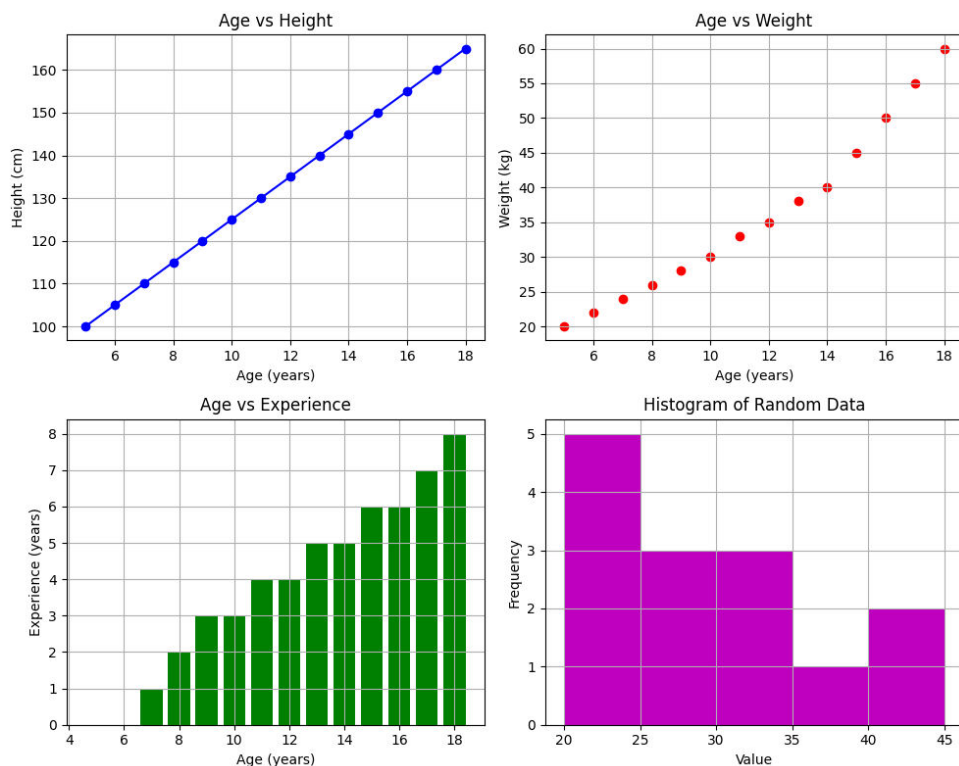 Age vs Height
Height (cm)
160
150
140
130
120
110
100
6 8 10 12 14 16 18
Age (years)
Age vs Weight
Weight (kg)
60
55
50
45
40
35
30
25
20
6 8 10 12 14 16 18
Age (years)
Age vs Experience
Experience (years)
8
7
6
5
4
3
2
1
0
4 6 8 10 12 14 16 18
Age (years)
Histogram of Random Data
Frequency
5
4
3
2
1
0
20 25 30 35 40 45
Value